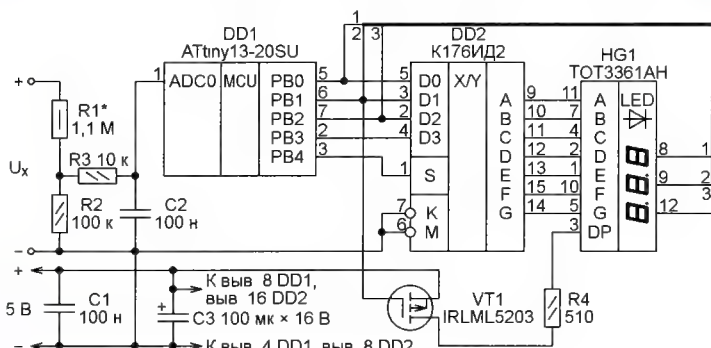 DD1
ATtiny13-20SU
DD2
К176ИД2
HG1
TOT3361AH
1
2 3
1 ADC0 MCU PB0 5
PB1 6
PB2 7
PB3 2
PB4 3
5 D0 X/Y
3 D1
2 D2
4 D3
1 S
7 K
6 M
A 9
B 10
C 11
D 12
E 13
F 15
G 14
11 A LED
7 B
4 C
2 D
1 E
10 F
5 G
3 DP
8 1
9 2
12 3
+
R1*
1,1 М
Uх
R3 10 к
R2
100 к
C2
100 н
–
+
5 В
C1
100 н
+
C3 100 мк × 16 В
К выв 8 DD1,
выв 16 DD2
VT1
IRLML5203
R4
510
–
К выв 4 DD1, выв 8 DD2